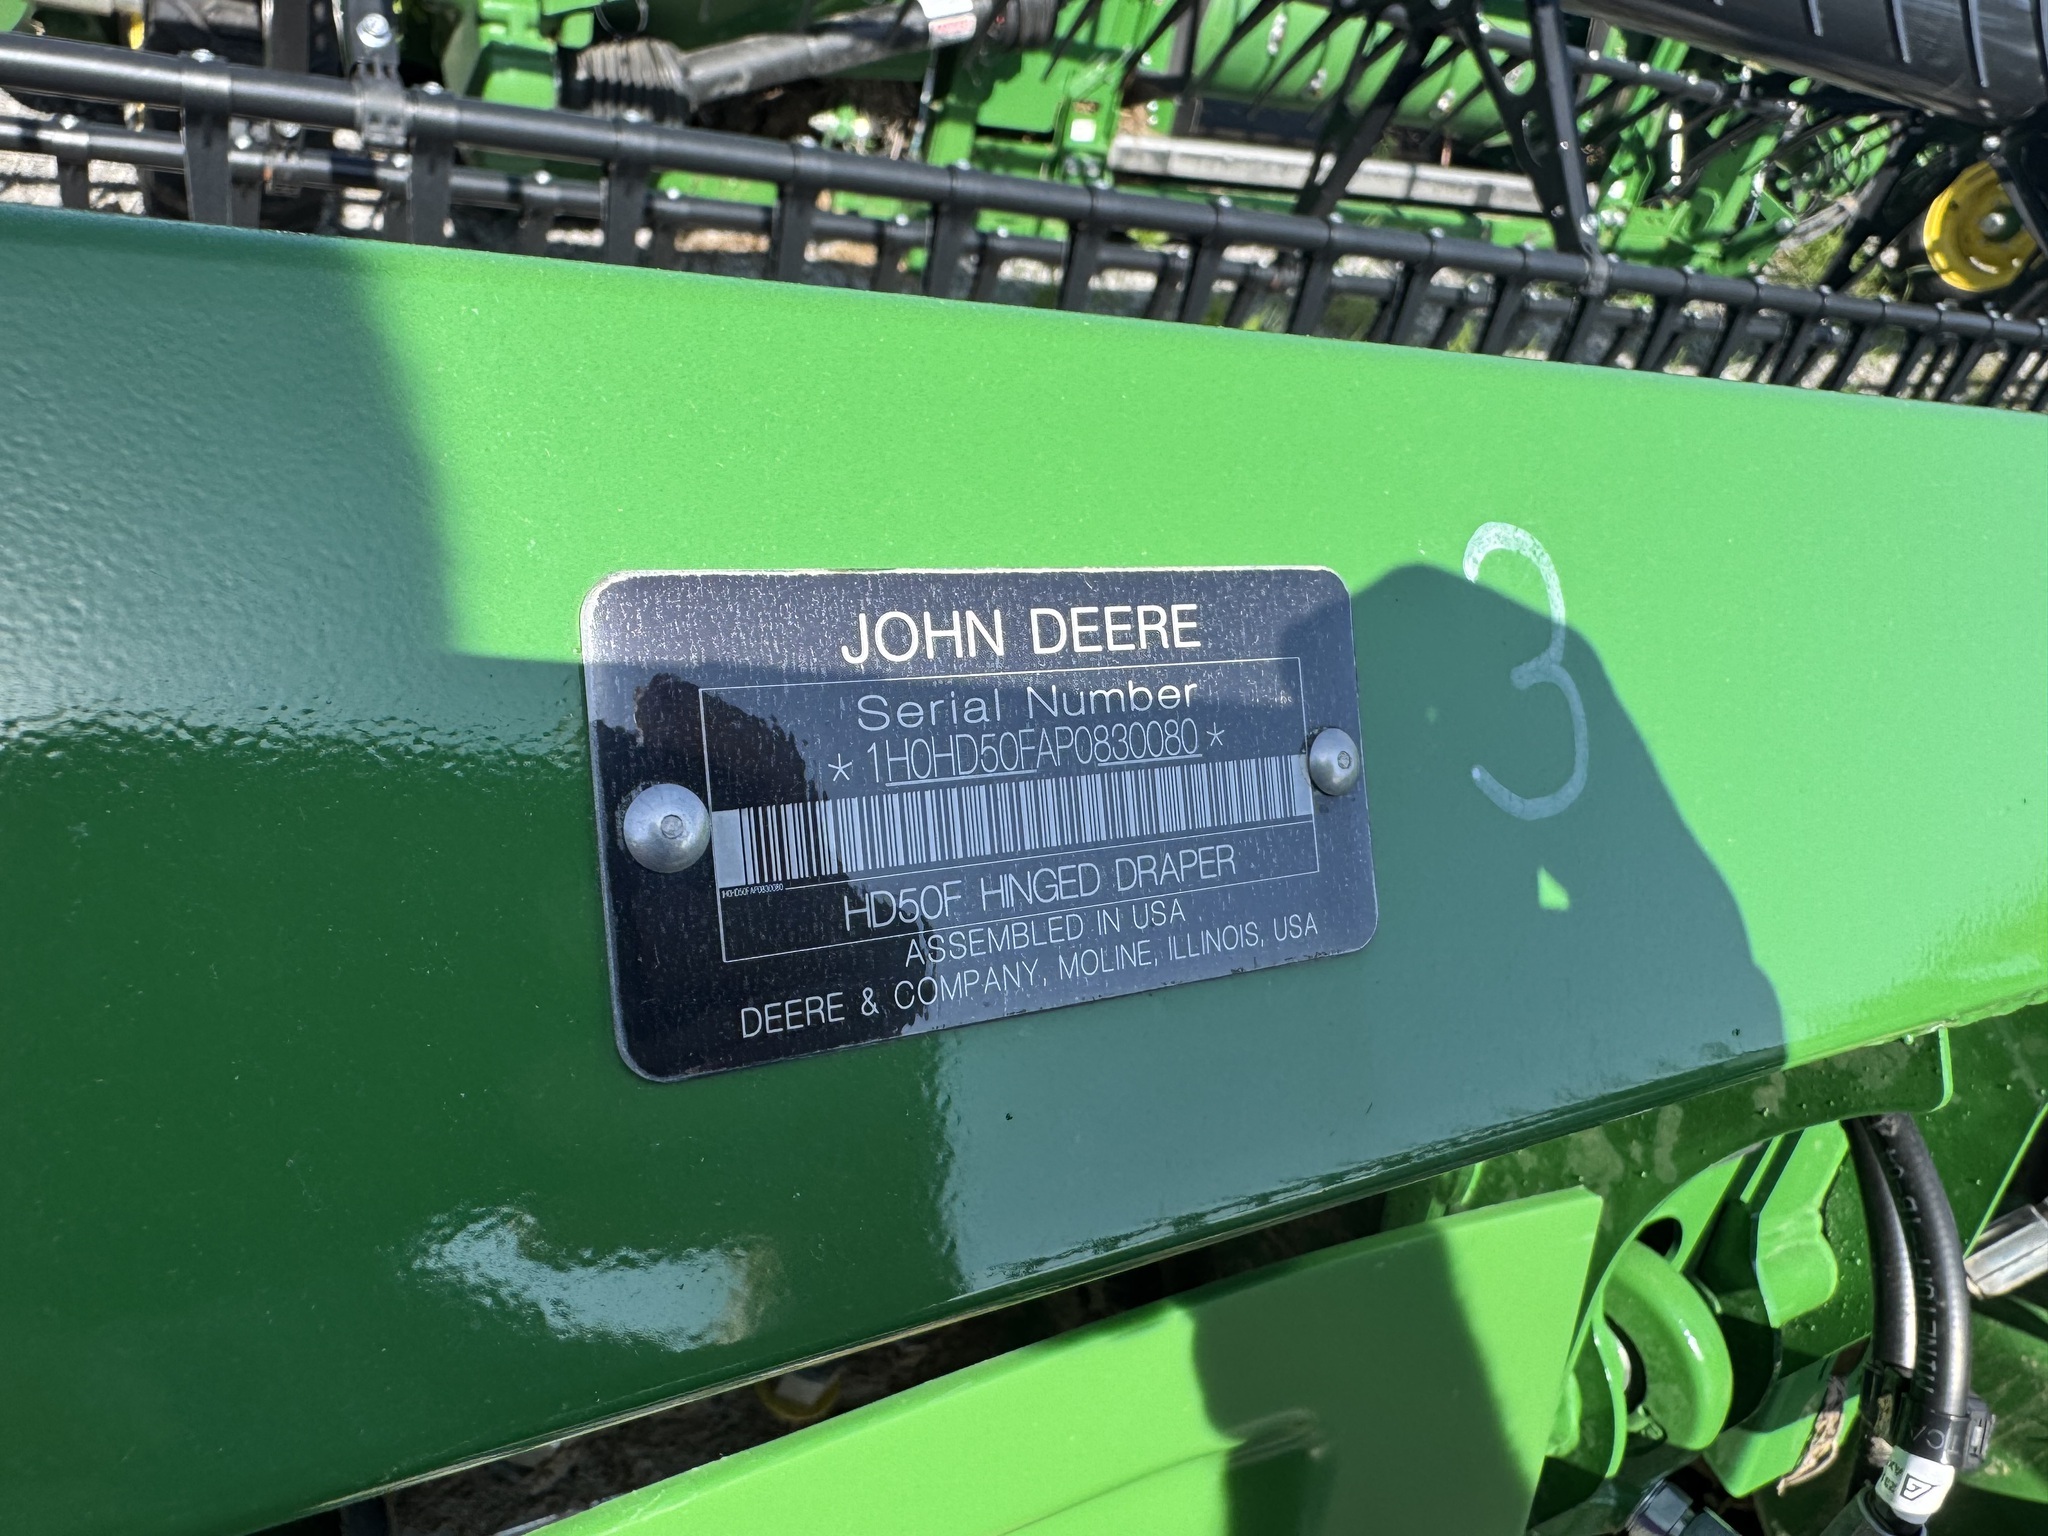 JOHN DEERE
Serial Number
* 1H0HD50FAP0830080 *
1H0HD50FAP0830080
HD50F HINGED DRAPER
ASSEMBLED IN USA
DEERE & COMPANY, MOLINE, ILLINOIS, USA
3